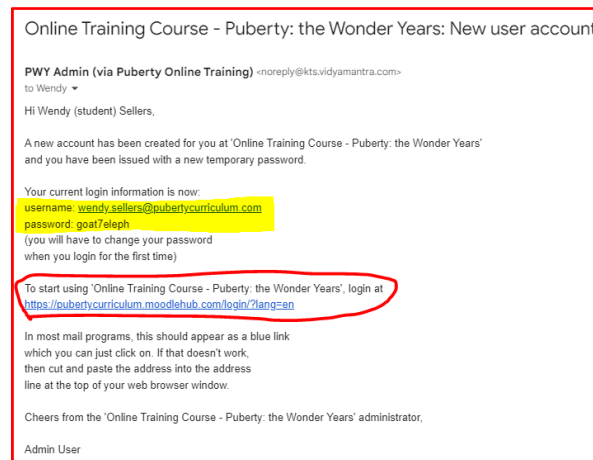 Online Training Course - Puberty: the Wonder Years: New user account
PWY Admin (via Puberty Online Training) <noreply@kts.vidyamantra.com>
to Wendy
Hi Wendy (student) Sellers,
A new account has been created for you at 'Online Training Course - Puberty: the Wonder Years'
and you have been issued with a new temporary password.
Your current login information is now:
username: wendy.sellers@pubertycurriculum.com
password: goat7eleph
(you will have to change your password
when you login for the first time)
To start using 'Online Training Course - Puberty: the Wonder Years', login at
https://pubertycurriculum.moodlehub.com/login/?lang=en
In most mail programs, this should appear as a blue link
which you can just click on. If that doesn't work,
then cut and paste the address into the address
line at the top of your web browser window.
Cheers from the 'Online Training Course - Puberty: the Wonder Years' administrator,
Admin User